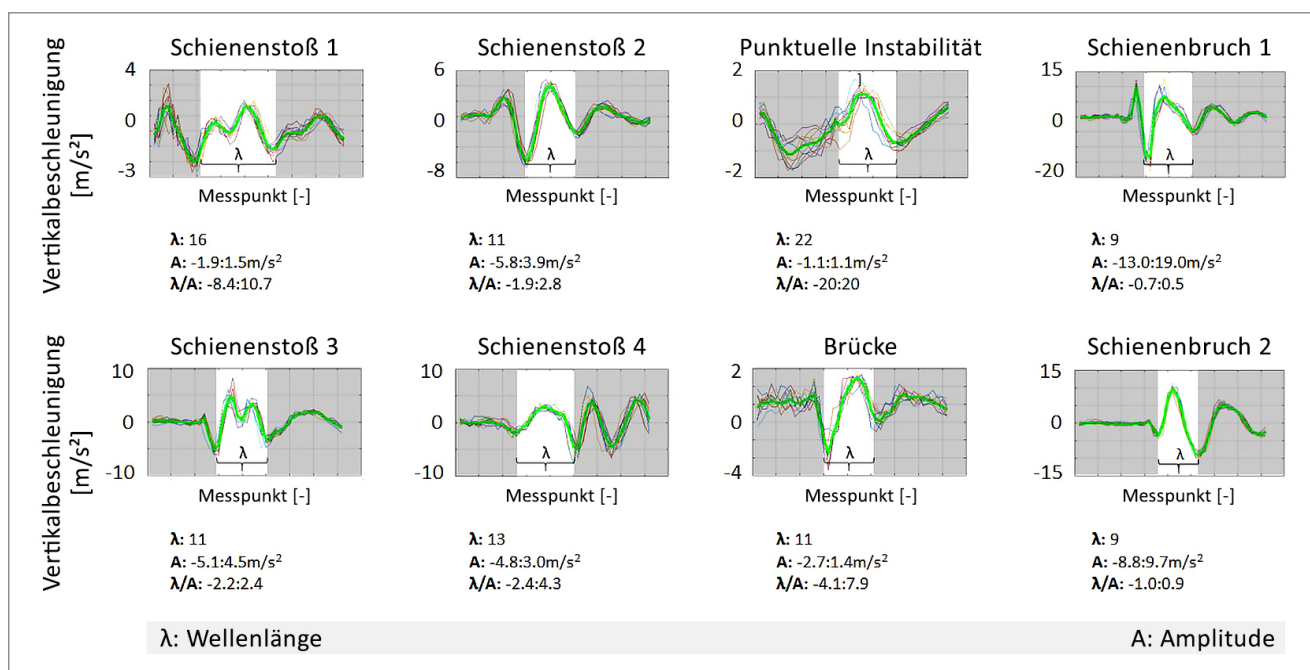 Vertikalbeschleunigung
[m/s²]
Schienenstoß 1
4
0
-3
λ
Messpunkt [-]
λ: 16
A: -1.9:1.5m/s²
λ/A: -8.4:10.7
Schienenstoß 2
6
0
-8
λ
Messpunkt [-]
λ: 11
A: -5.8:3.9m/s²
λ/A: -1.9:2.8
Punktuelle Instabilität
2
0
-2
λ
Messpunkt [-]
λ: 22
A: -1.1:1.1m/s²
λ/A: -20:20
Schienenbruch 1
15
0
-20
λ
Messpunkt [-]
λ: 9
A: -13.0:19.0m/s²
λ/A: -0.7:0.5
Vertikalbeschleunigung
[m/s²]
Schienenstoß 3
10
0
-10
λ
Messpunkt [-]
λ: 11
A: -5.1:4.5m/s²
λ/A: -2.2:2.4
Schienenstoß 4
10
0
-10
λ
Messpunkt [-]
λ: 13
A: -4.8:3.0m/s²
λ/A: -2.4:4.3
Brücke
2
0
-4
λ
Messpunkt [-]
λ: 11
A: -2.7:1.4m/s²
λ/A: -4.1:7.9
Schienenbruch 2
15
0
-15
λ
Messpunkt [-]
λ: 9
A: -8.8:9.7m/s²
λ/A: -1.0:0.9
λ: Wellenlänge
A: Amplitude